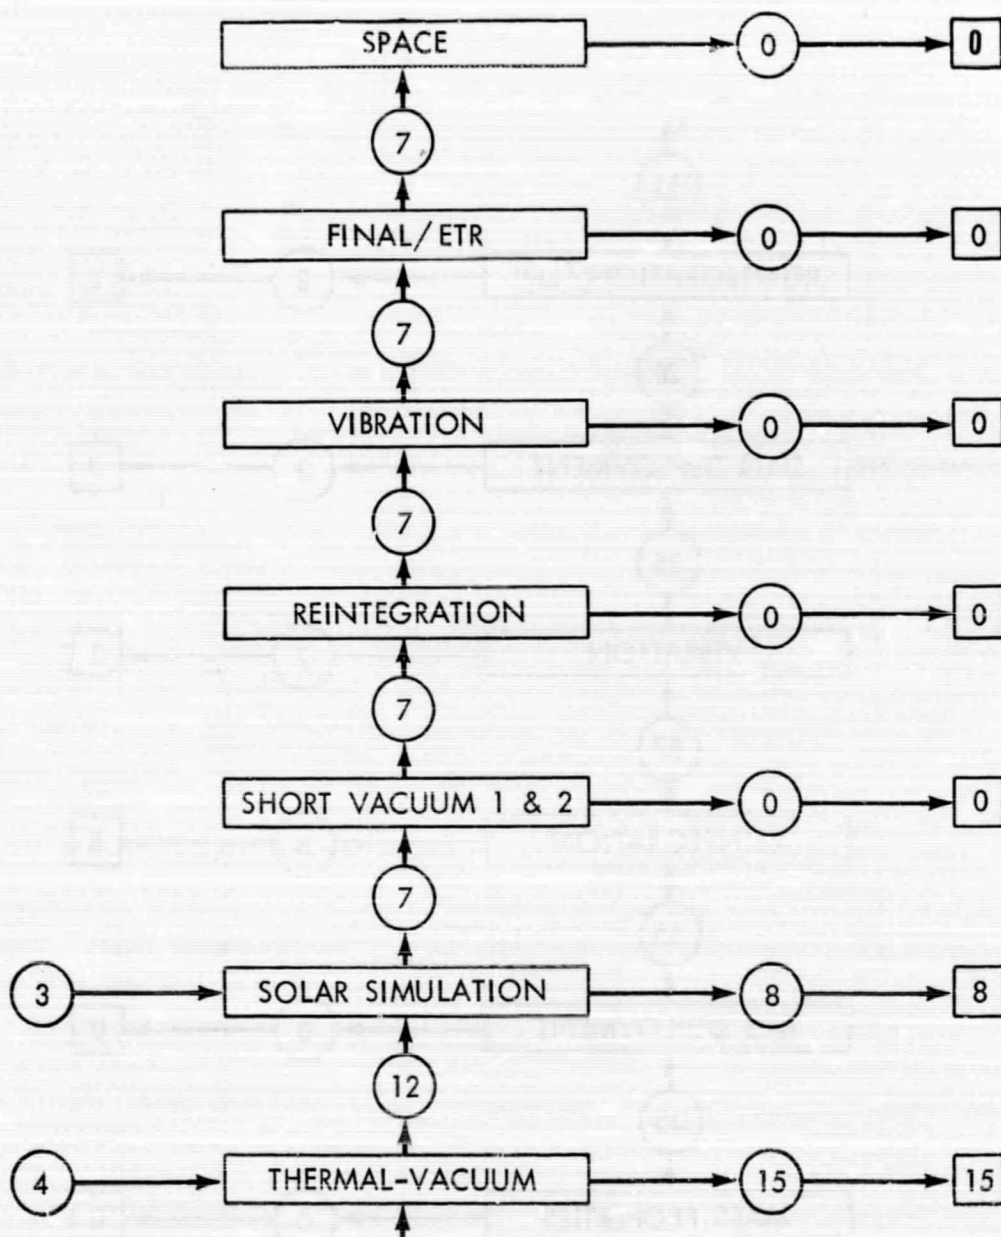 SPACE 0 0
7
FINAL/ETR 0 0
7
VIBRATION 0 0
7
REINTEGRATION 0 0
7
SHORT VACUUM 1 & 2 0 0
7
3 SOLAR SIMULATION 8 8
12
4 THERMAL-VACUUM 15 15